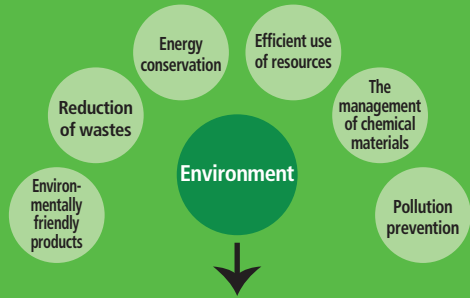 Energy
conservation
Efficient use
of resources
Reduction
of wastes
The
management
of chemical
materials
Environ-
mentally
friendly
products
Environment
Pollution
prevention